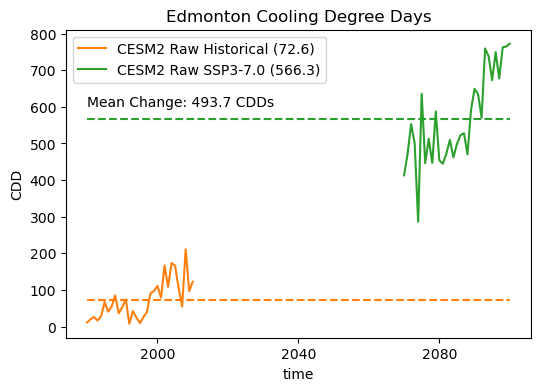 Edmonton Cooling Degree Days
CESM2 Raw Historical (72.6)
CESM2 Raw SSP3-7.0 (566.3)
Mean Change: 493.7 CDDs
CDD
800
700
600
500
400
300
200
100
0
2000
2040
2080
time